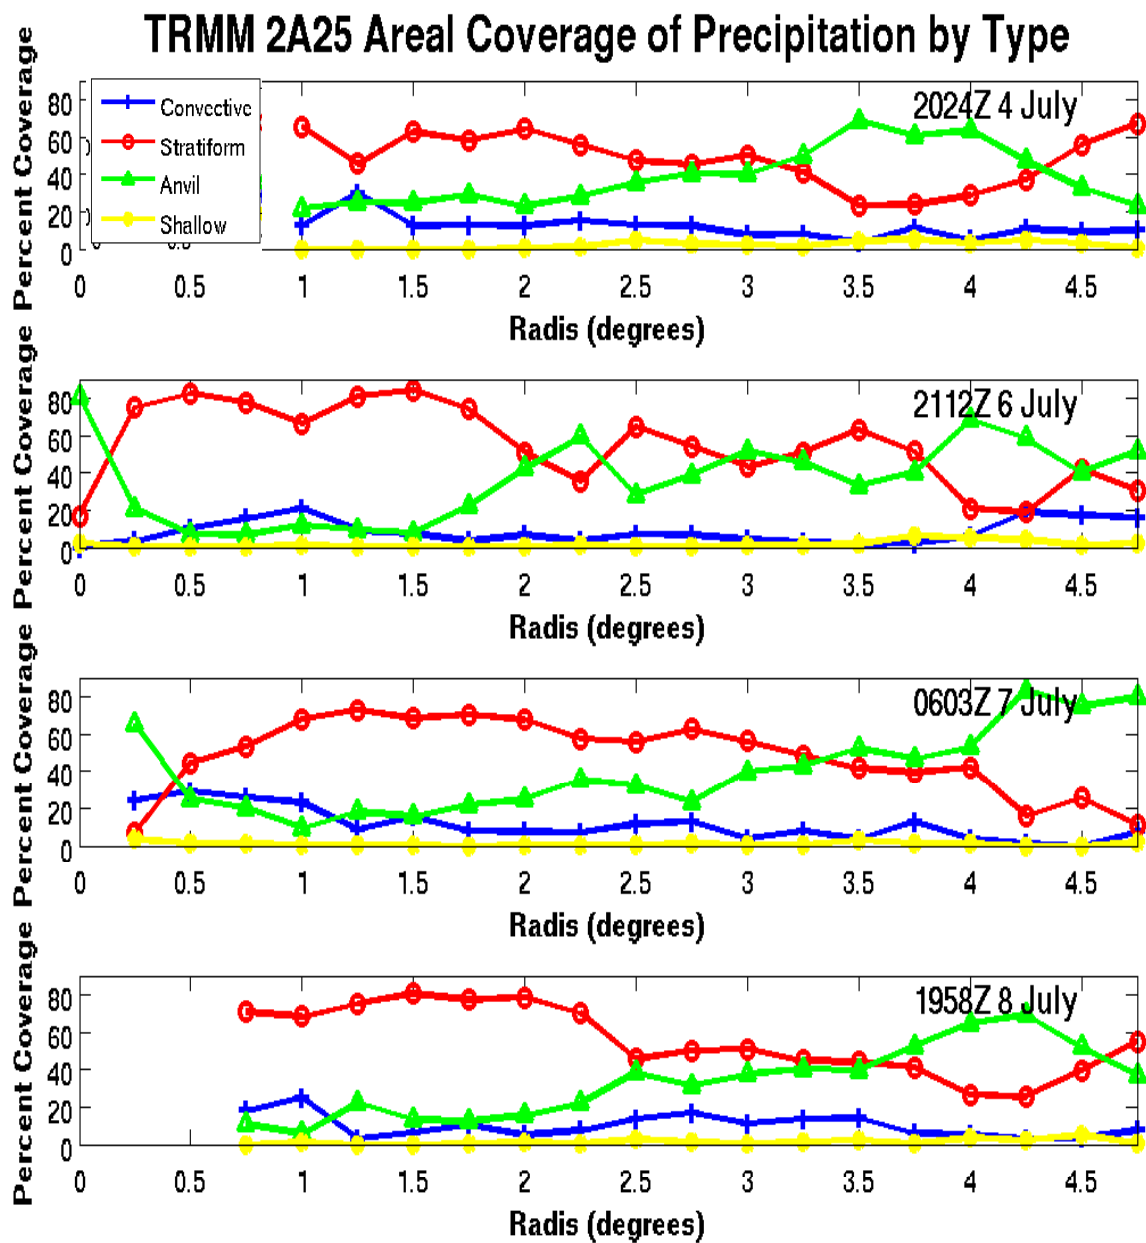 TRMM 2A25 Areal Coverage of Precipitation by Type
Percent Coverage
80
60
40
20
0
Convective
Stratiform
Anvil
Shallow
2024Z 4 July
0 0.5 1 1.5 2 2.5 3 3.5 4 4.5
Radis (degrees)
Percent Coverage
80
60
40
20
0
2112Z 6 July
0 0.5 1 1.5 2 2.5 3 3.5 4 4.5
Radis (degrees)
Percent Coverage
80
60
40
20
0
0603Z 7 July
0 0.5 1 1.5 2 2.5 3 3.5 4 4.5
Radis (degrees)
Percent Coverage
80
60
40
20
0
1958Z 8 July
0 0.5 1 1.5 2 2.5 3 3.5 4 4.5
Radis (degrees)